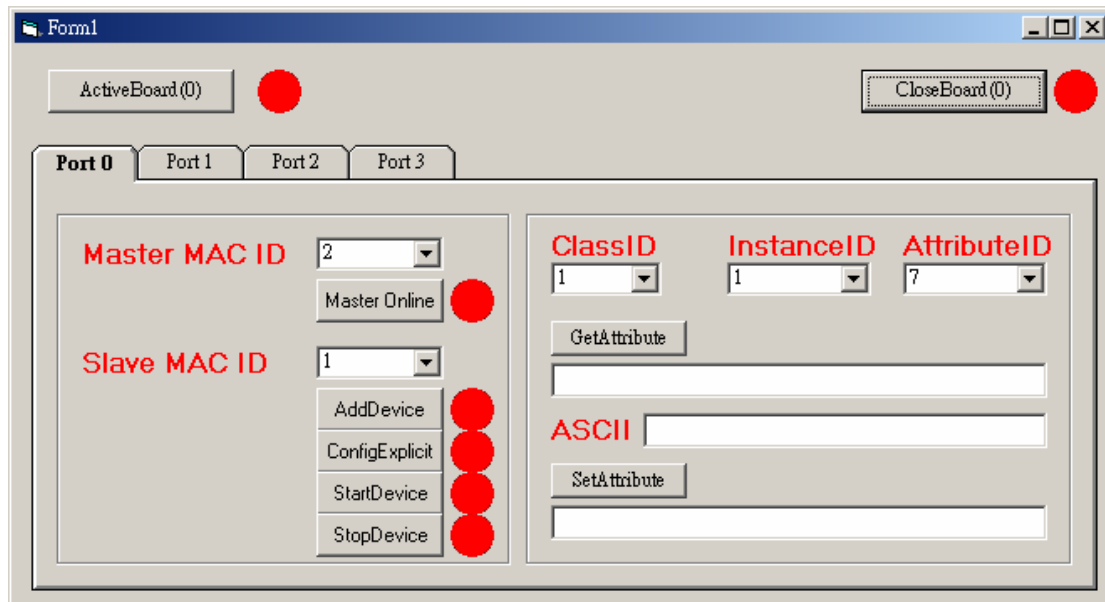 Form1
ActiveBoard(0)
CloseBoard(0)
Port 0 Port 1 Port 2 Port 3
Master MAC ID 2
Master Online
Slave MAC ID 1
AddDevice
ConfigExplicit
StartDevice
StopDevice
ClassID InstanceID AttributeID
1 1 7
GetAttribute
ASCII
SetAttribute